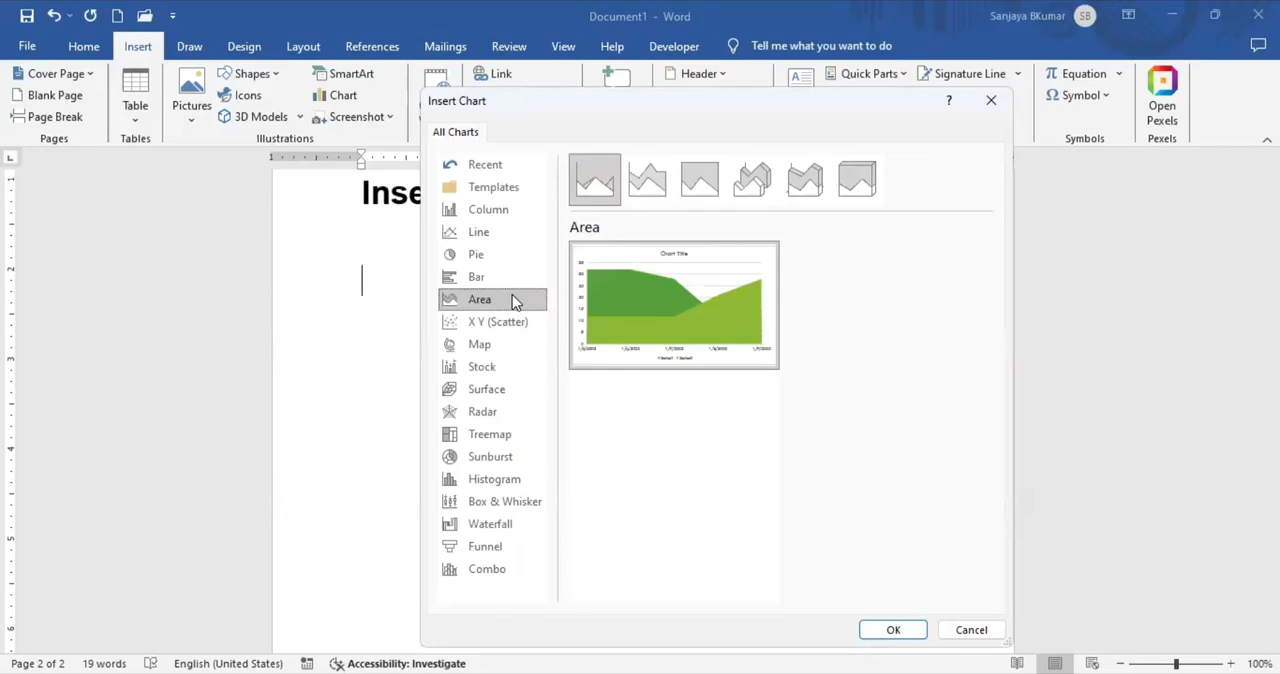 Document1 - Word
Sanjaya BKumar
SB
File
Home
Insert
Draw
Design
Layout
References
Mailings
Review
View
Help
Developer
Tell me what you want to do
Cover Page
Blank Page
Page Break
Pages
Table
Tables
Pictures
Shapes
Icons
3D Models
SmartArt
Chart
Screenshot
Illustrations
Link
Header
Quick Parts
Signature Line
Equation
Symbol
Symbols
Open
Pexels
Pexels
Insert Chart
?
All Charts
Recent
Templates
Column
Line
Pie
Bar
Area
X Y (Scatter)
Map
Stock
Surface
Radar
Treemap
Sunburst
Histogram
Box & Whisker
Waterfall
Funnel
Combo
Area
Chart Title
OK
Cancel
Inse
Page 2 of 2
19 words
English (United States)
Accessibility: Investigate
100%